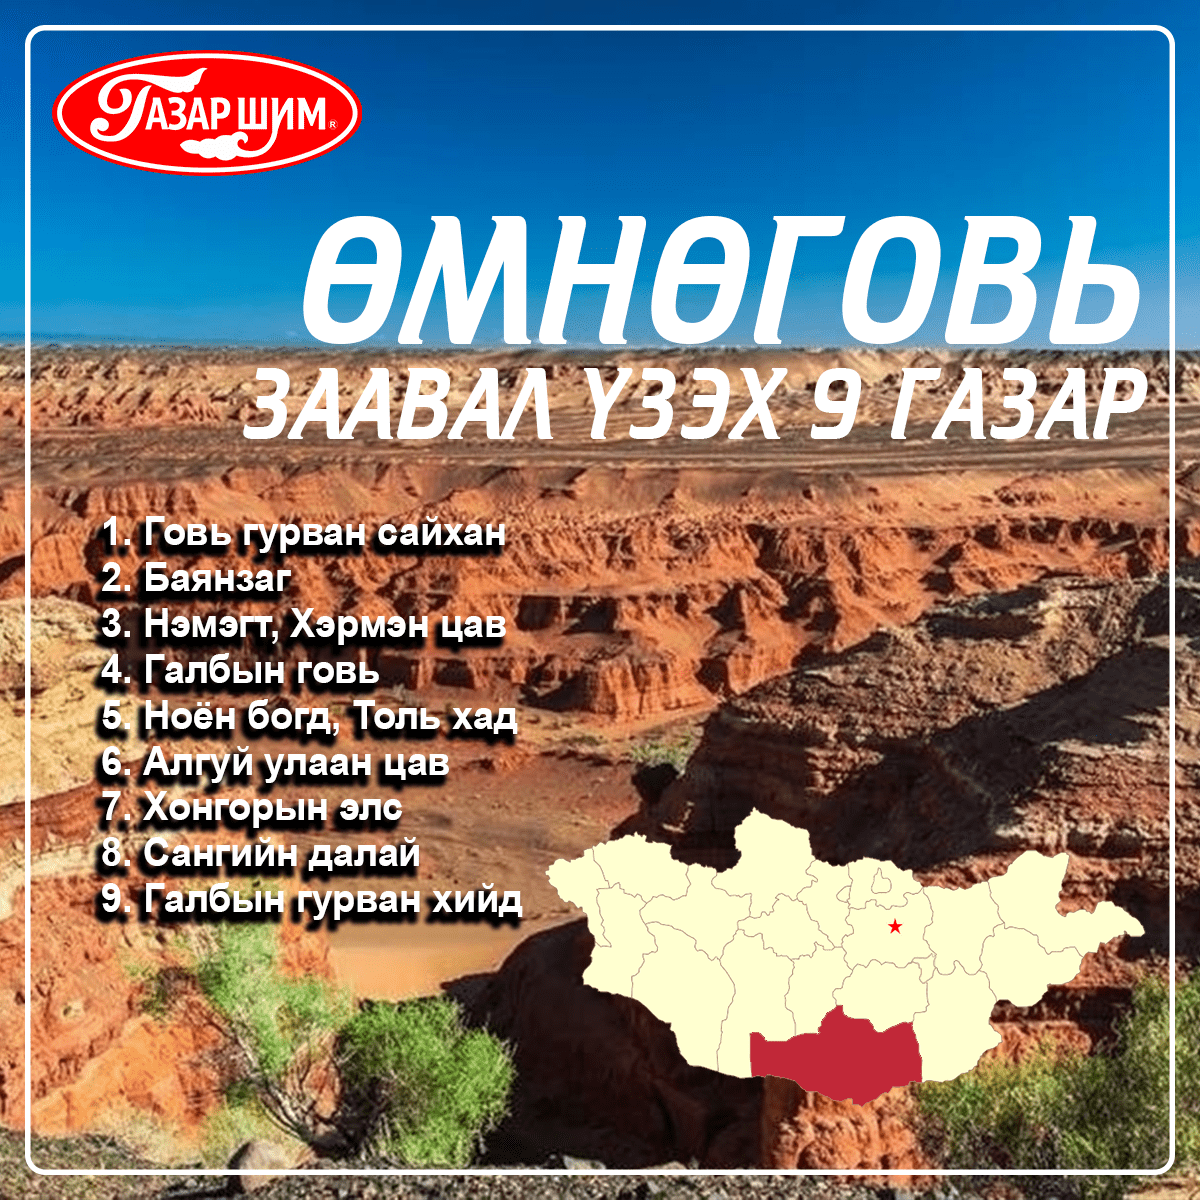 ГАЗАР ШИМ®
ӨМНӨГОВЬ
ЗААВАЛ ҮЗЭХ 9 ГАЗАР
1. Говь гурван сайхан
2. Баянзаг
3. Нэмэгт, Хэрмэн цав
4. Галбын говь
5. Ноён богд, Толь хад
6. Алгуй улаан цав
7. Хонгорын элс
8. Сангийн далай
9. Галбын гурван хийд